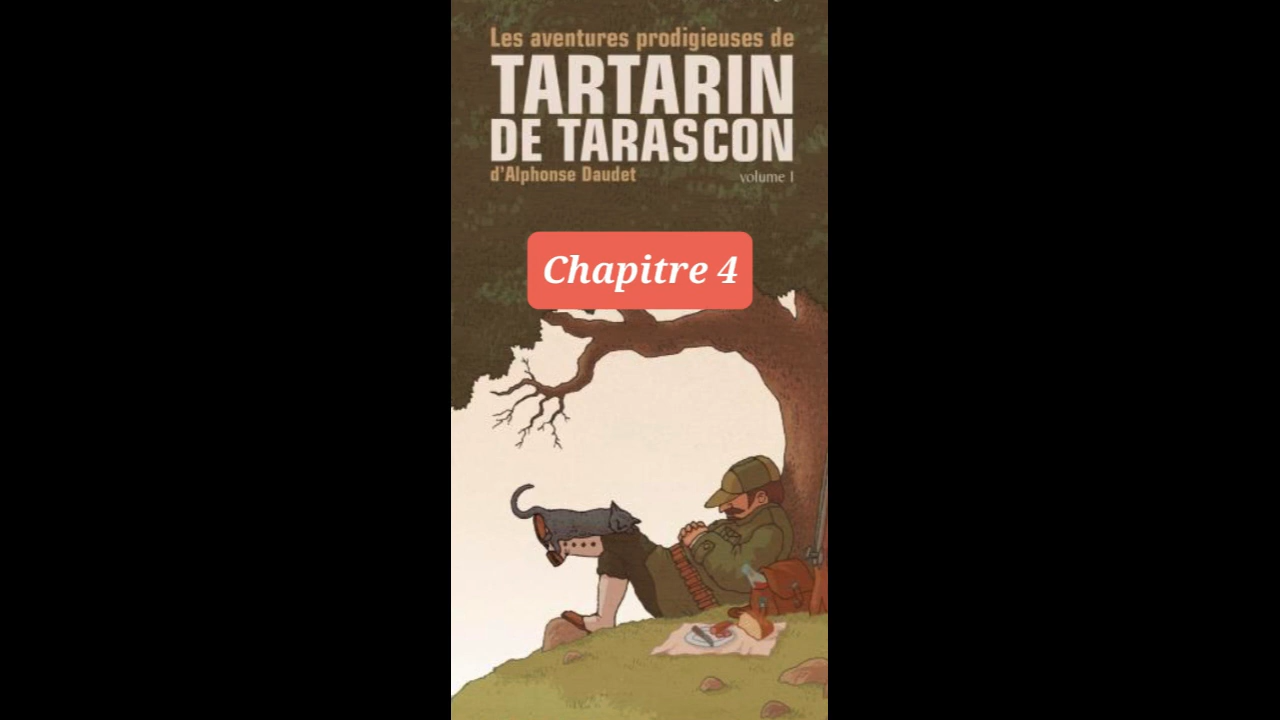 Les aventures prodigieuses de
TARTARIN
DE TARASCON
d'Alphonse Daudet
volume I
Chapitre 4